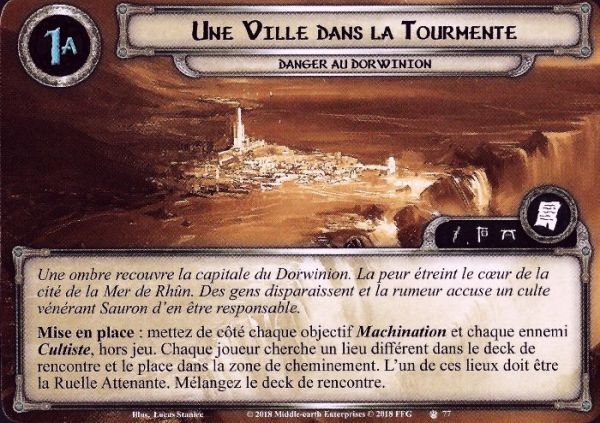 1A
Une Ville dans la Tourmente
Danger au Dorwinion
Une ombre recouvre la capitale du Dorwinion. La peur étreint le cœur de la
cité de la Mer de Rhûn. Des gens disparaissent et la rumeur accuse un culte
vénérant Sauron d'en être responsable.
Mise en place : mettez de côté chaque objectif Machination et chaque ennemi
Cultiste, hors jeu. Chaque joueur cherche un lieu différent dans le deck de
rencontre et le place dans la zone de cheminement. L'un de ces lieux doit être
la Ruelle Attenante. Mélangez le deck de rencontre.
Illus. Lucas Staniec © 2018 Middle-earth Enterprises © 2018 FFG 77